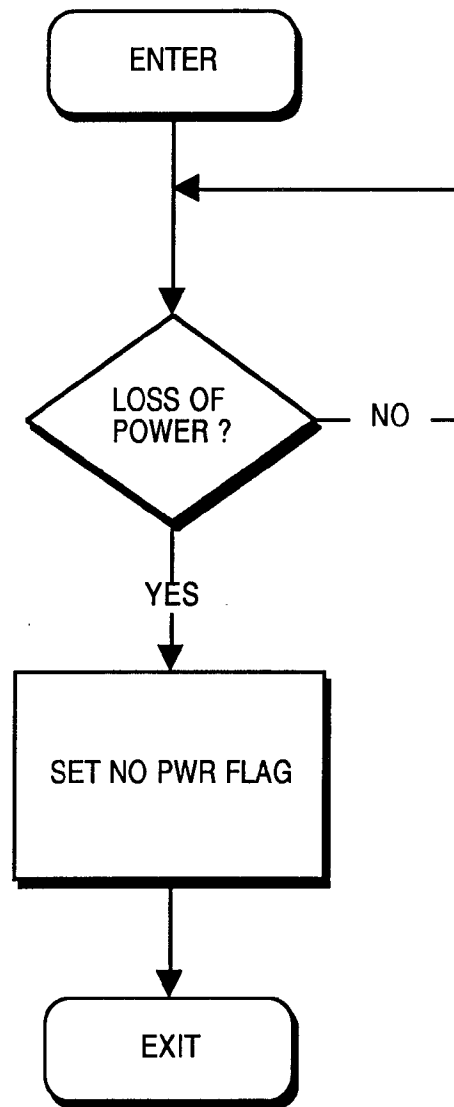 ENTER
LOSS OF
POWER ?
NO
YES
SET NO PWR FLAG
EXIT